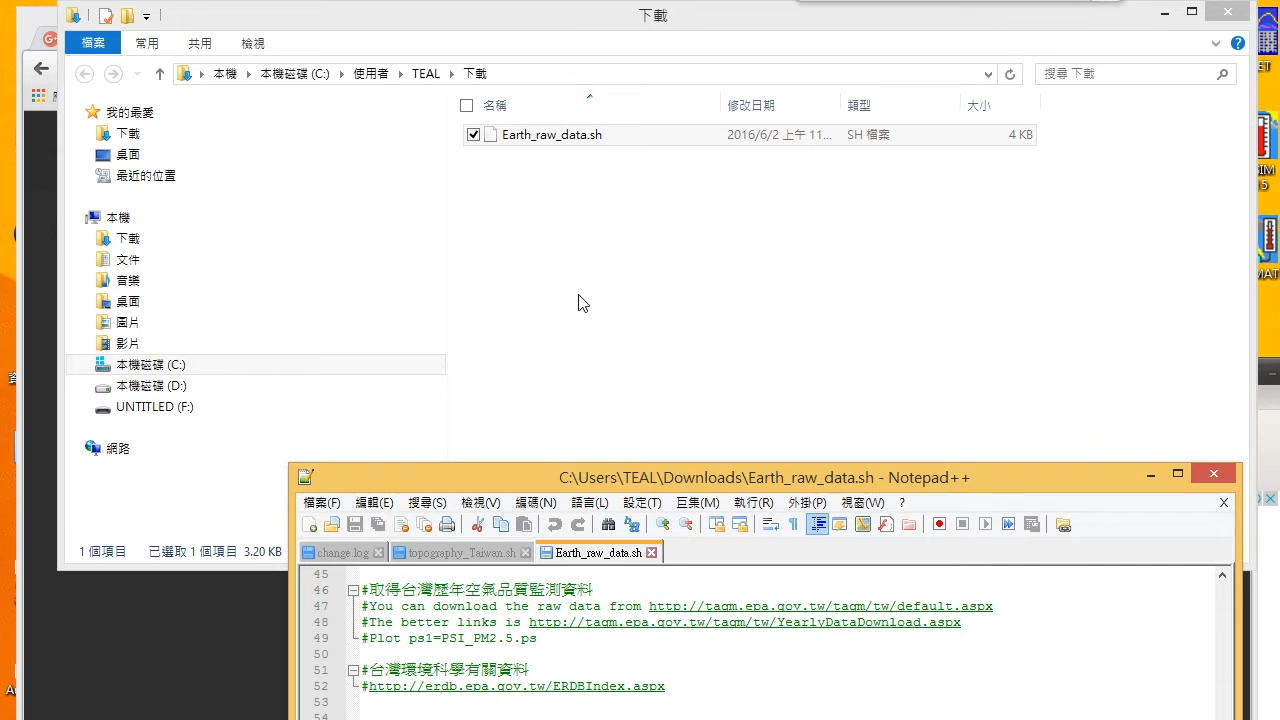 下載
檔案 常用 共用 檢視
本機 本機磁碟 (C:) 使用者 TEAL 下載
搜尋 下載
我的最愛
下載
桌面
最近的位置
本機
下載
文件
音樂
桌面
圖片
影片
本機磁碟 (C:)
本機磁碟 (D:)
UNTITLED (F:)
網路
名稱 修改日期 類型 大小
Earth_raw_data.sh 2016/6/2 上午 11... SH 檔案 4 KB
1 個項目 已選取 1 個項目 3.20 KB
C:\Users\TEAL\Downloads\Earth_raw_data.sh - Notepad++
檔案(F) 編輯(E) 搜尋(S) 檢視(V) 編碼(N) 語言(L) 設定(T) 巨集(M) 執行(R) 外掛(P) 視窗(W) ? X
change.log topography_Taiwan.sh Earth_raw_data.sh
45
46 #取得台灣歷年空氣品質監測資料
47 #You can download the raw data from http://taqm.epa.gov.tw/taqm/tw/default.aspx
48 #The better links is http://taqm.epa.gov.tw/taqm/tw/YearlyDataDownload.aspx
49 #Plot ps1=PSI_PM2.5.ps
50
51 #台灣環境科學有關資料
52 #http://erdb.epa.gov.tw/ERDBIndex.aspx
53
54